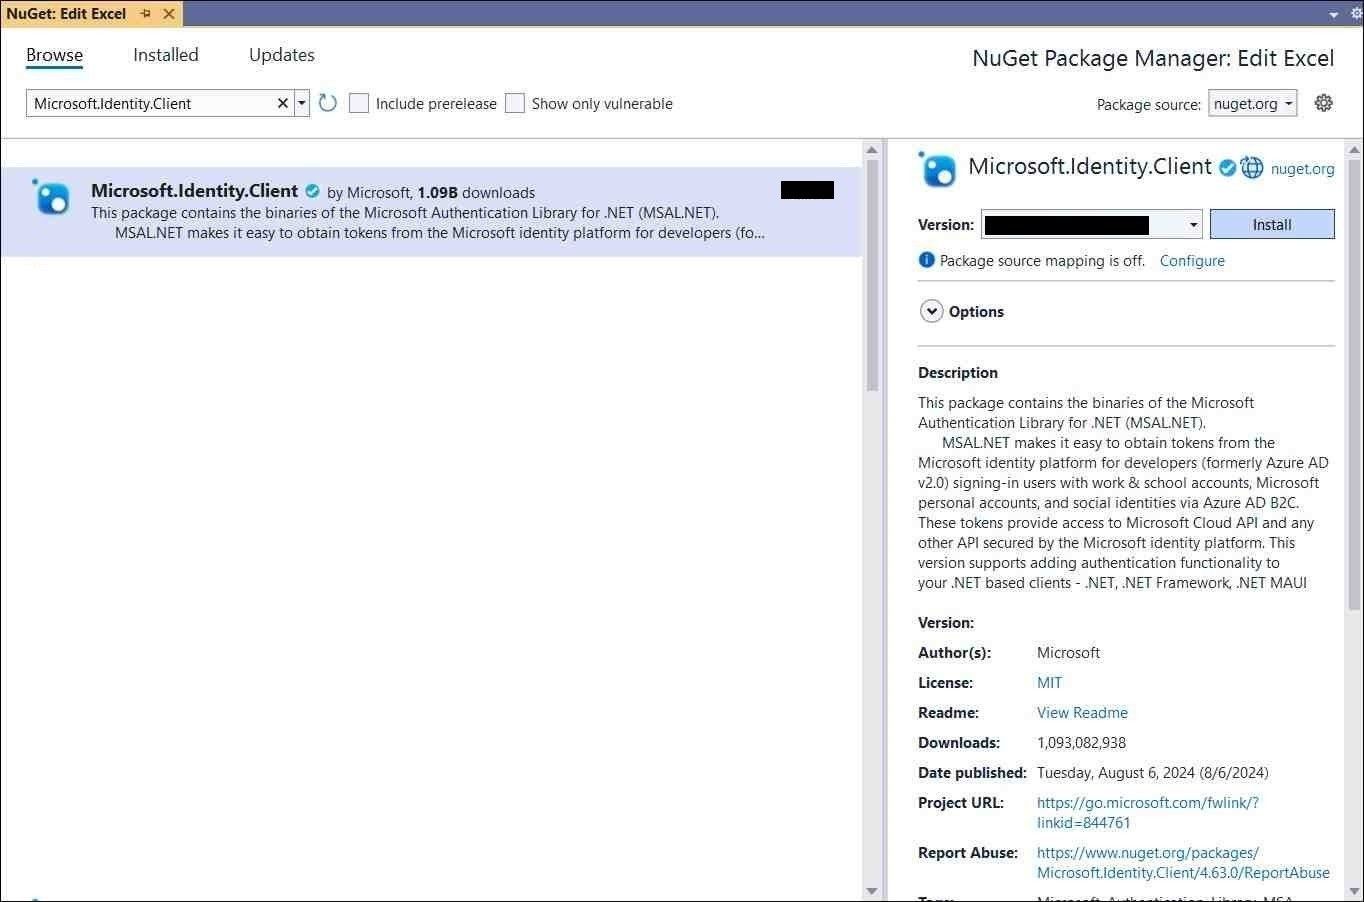 NuGet: Edit Excel
Browse Installed Updates
NuGet Package Manager: Edit Excel
Microsoft.Identity.Client
Include prerelease
Show only vulnerable
Package source: nuget.org
Microsoft.Identity.Client by Microsoft, 1.09B downloads
This package contains the binaries of the Microsoft Authentication Library for .NET (MSAL.NET).
MSAL.NET makes it easy to obtain tokens from the Microsoft identity platform for developers (fo...
Microsoft.Identity.Client nuget.org
Version:
Install
Package source mapping is off. Configure
Options
Description
This package contains the binaries of the Microsoft
Authentication Library for .NET (MSAL.NET).
MSAL.NET makes it easy to obtain tokens from the
Microsoft identity platform for developers (formerly Azure AD
v2.0) signing-in users with work & school accounts, Microsoft
personal accounts, and social identities via Azure AD B2C.
These tokens provide access to Microsoft Cloud API and any
other API secured by the Microsoft identity platform. This
version supports adding authentication functionality to
your .NET based clients - .NET, .NET Framework, .NET MAUI
Version:
Author(s): Microsoft
License: MIT
Readme: View Readme
Downloads: 1,093,082,938
Date published: Tuesday, August 6, 2024 (8/6/2024)
Project URL: https://go.microsoft.com/fwlink/?
linkid=844761
Report Abuse: https://www.nuget.org/packages/
Microsoft.Identity.Client/4.63.0/ReportAbuse